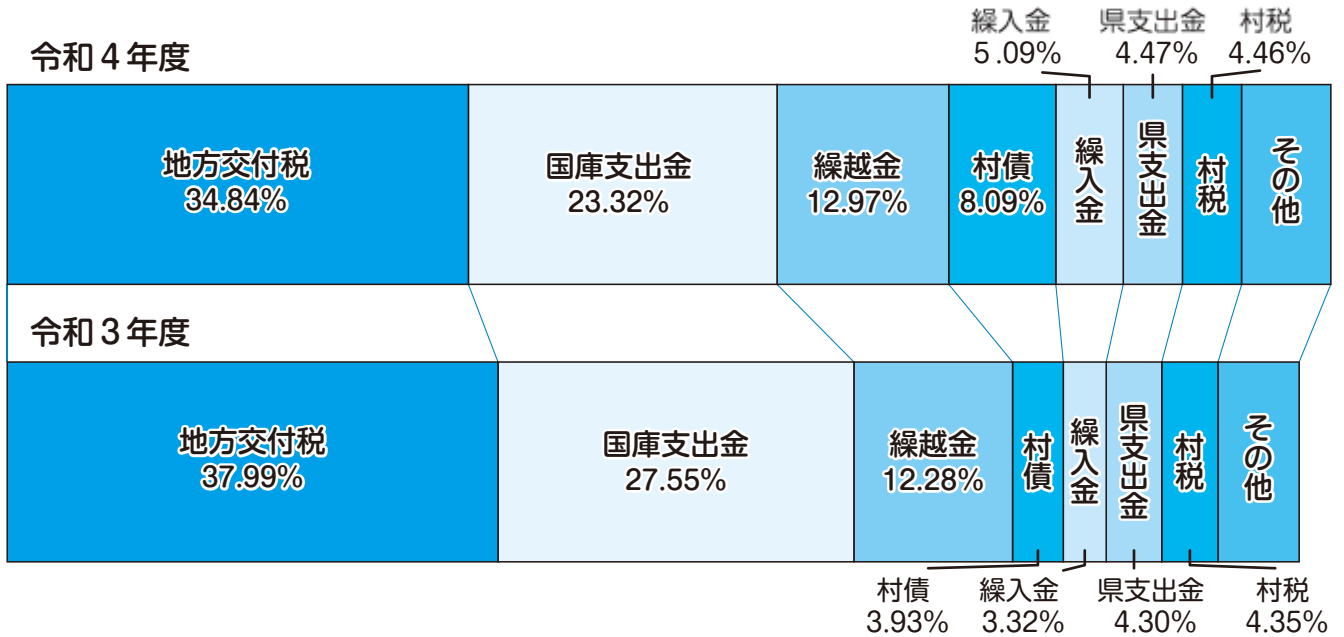 令和4年度
繰入金
5.09%
県支出金
4.47%
村税
4.46%
地方交付税
34.84%
国庫支出金
23.32%
繰越金
12.97%
村債
8.09%
繰入金
県支出金
村税
その他
令和3年度
地方交付税
37.99%
国庫支出金
27.55%
繰越金
12.28%
村債
繰入金
県支出金
村税
その他
村債
3.93%
繰入金
3.32%
県支出金
4.30%
村税
4.35%